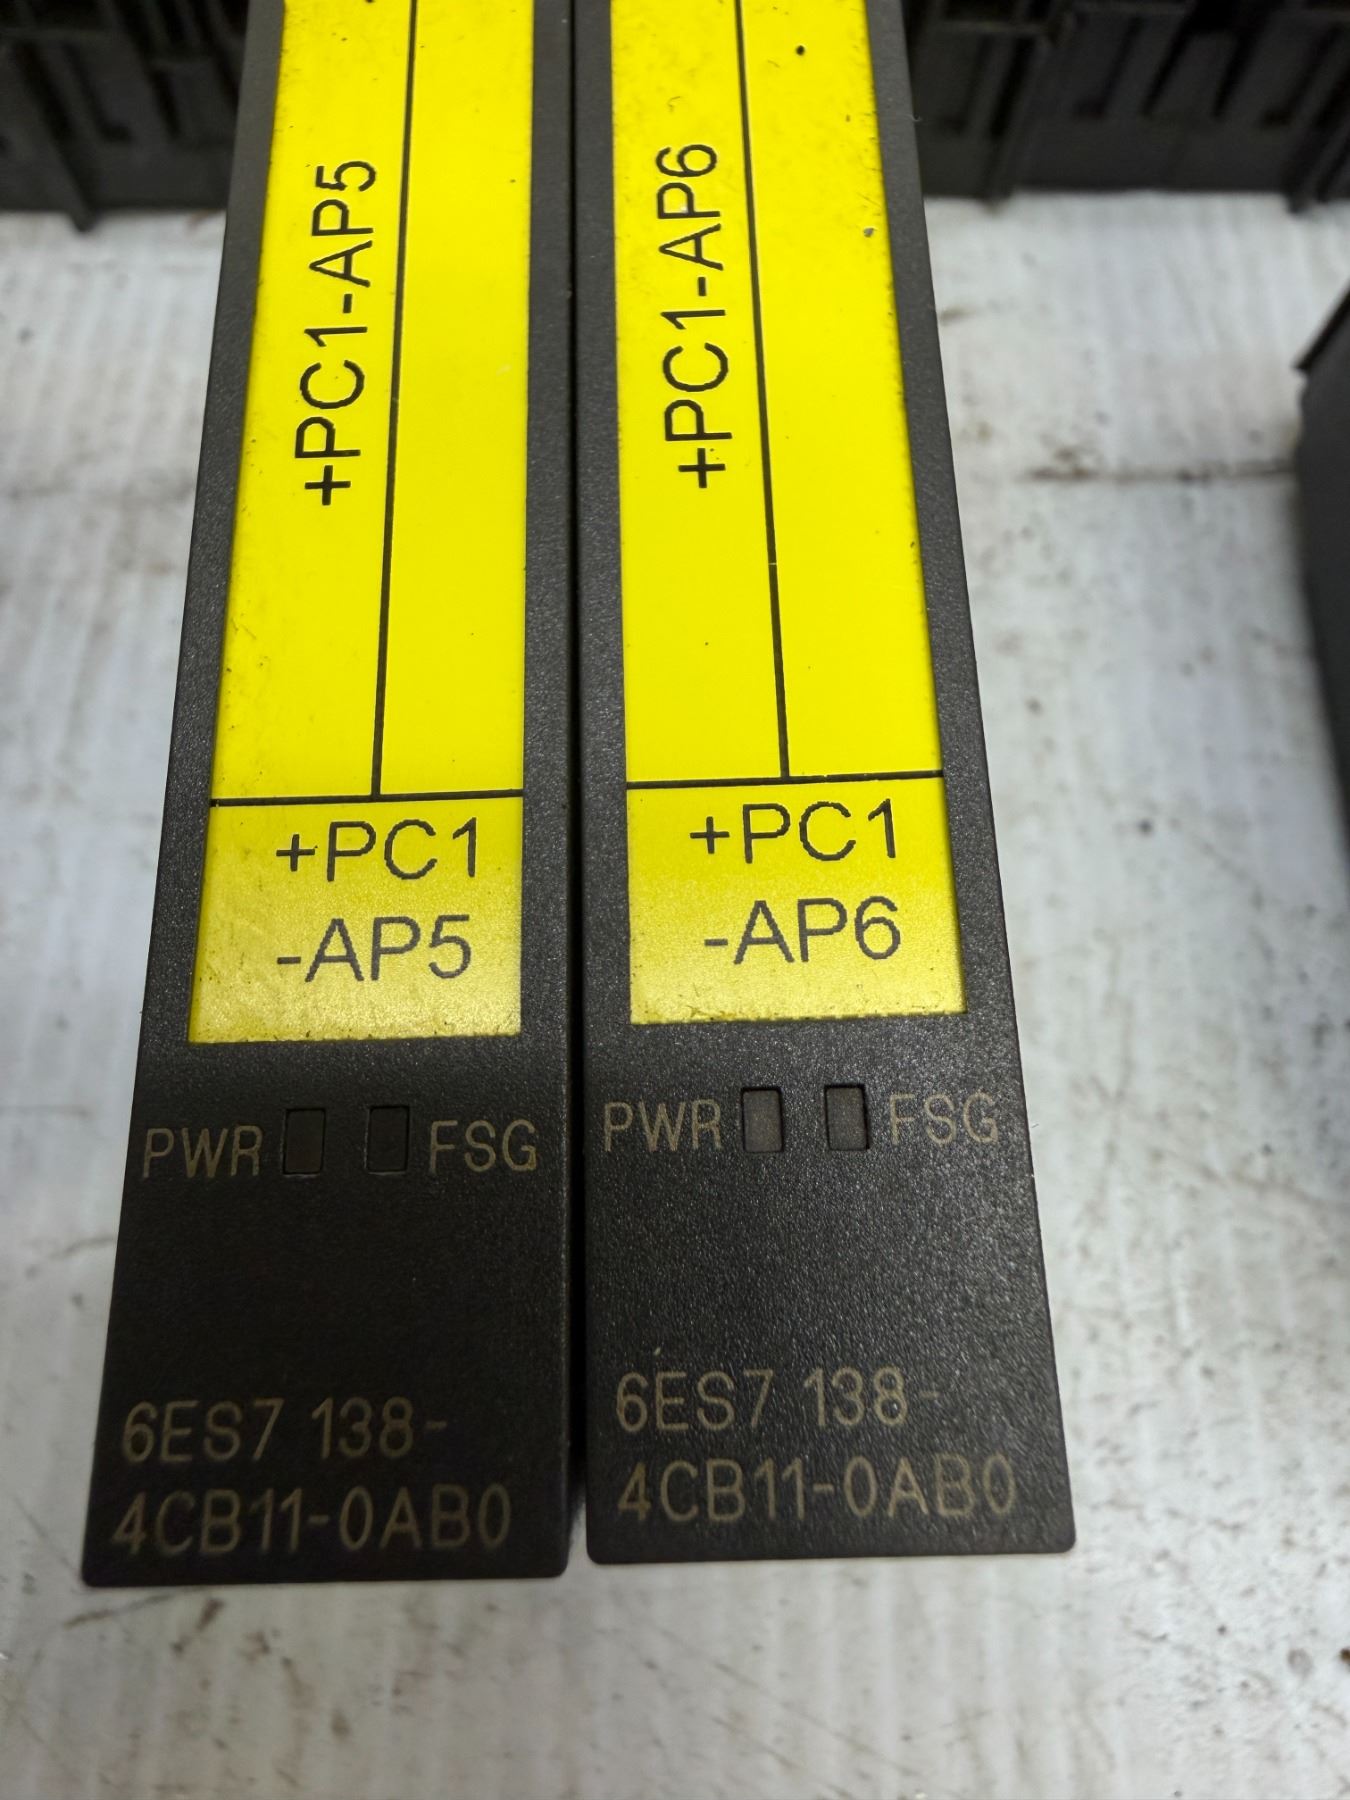 +PC1-AP5
+PC1
-AP5
PWR FSG
6ES7 138-
4CB11-0AB0
+PC1-AP6
+PC1
-AP6
PWR FSG
6ES7 138-
4CB11-0AB0